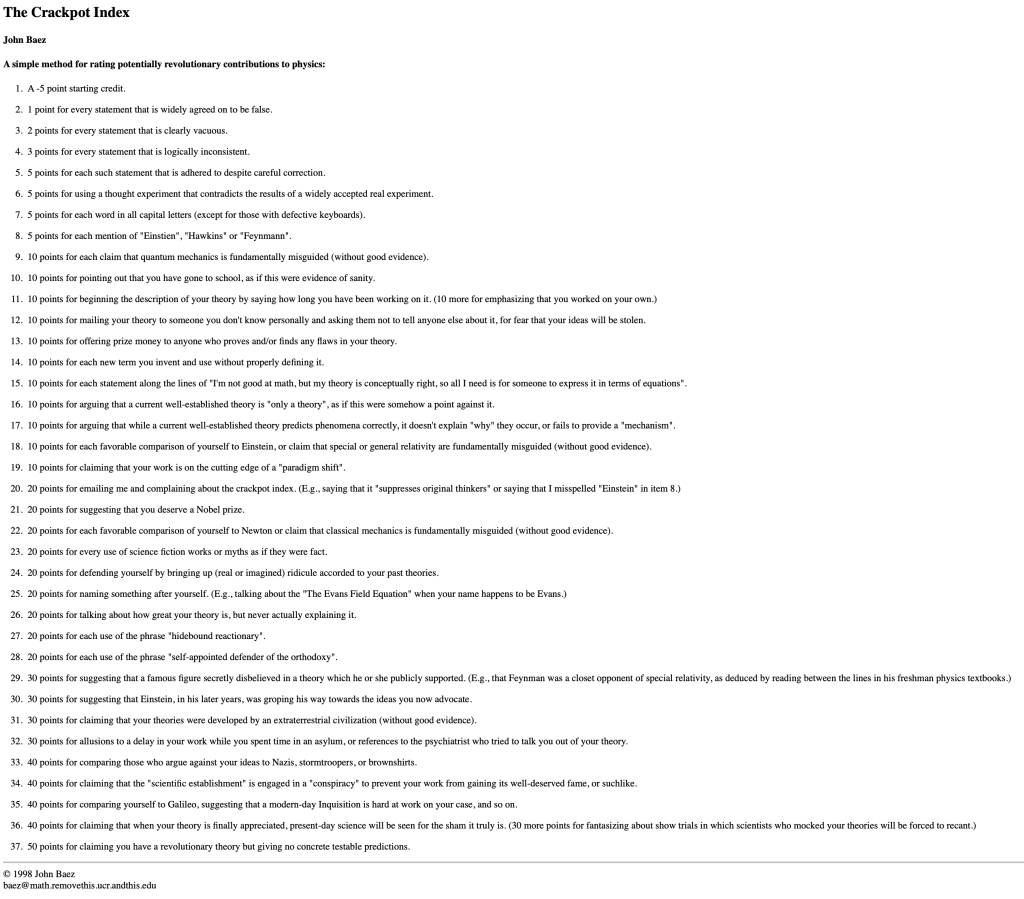 The Crackpot Index
John Baez
A simple method for rating potentially revolutionary contributions to physics:
1. A -5 point starting credit.
2. 1 point for every statement that is widely agreed on to be false.
3. 2 points for every statement that is clearly vacuous.
4. 3 points for every statement that is logically inconsistent.
5. 5 points for each such statement that is adhered to despite careful correction.
6. 5 points for using a thought experiment that contradicts the results of a widely accepted real experiment.
7. 5 points for each word in all capital letters (except for those with defective keyboards).
8. 5 points for each mention of "Einstien", "Hawkins" or "Feynmann".
9. 10 points for each claim that quantum mechanics is fundamentally misguided (without good evidence).
10. 10 points for pointing out that you have gone to school, as if this were evidence of sanity.
11. 10 points for beginning the description of your theory by saying how long you have been working on it. (10 more for emphasizing that you worked on your own.)
12. 10 points for mailing your theory to someone you don't know personally and asking them not to tell anyone else about it, for fear that your ideas will be stolen.
13. 10 points for offering prize money to anyone who proves and/or finds any flaws in your theory.
14. 10 points for each new term you invent and use without properly defining it.
15. 10 points for each statement along the lines of "I'm not good at math, but my theory is conceptually right, so all I need is for someone to express it in terms of equations".
16. 10 points for arguing that a current well-established theory is "only a theory", as if this were somehow a point against it.
17. 10 points for arguing that while a current well-established theory predicts phenomena correctly, it doesn't explain "why" they occur, or fails to provide a "mechanism".
18. 10 points for each favorable comparison of yourself to Einstein, or claim that special or general relativity are fundamentally misguided (without good evidence).
19. 10 points for claiming that your work is on the cutting edge of a "paradigm shift".
20. 20 points for emailing me and complaining about the crackpot index. (E.g., saying that it "suppresses original thinkers" or saying that I misspelled "Einstein" in item 8.)
21. 20 points for suggesting that you deserve a Nobel prize.
22. 20 points for each favorable comparison of yourself to Newton or claim that classical mechanics is fundamentally misguided (without good evidence).
23. 20 points for every use of science fiction works or myths as if they were fact.
24. 20 points for defending yourself by bringing up (real or imagined) ridicule accorded to your past theories.
25. 20 points for naming something after yourself. (E.g., talking about the "The Evans Field Equation" when your name happens to be Evans.)
26. 20 points for talking about how great your theory is, but never actually explaining it.
27. 20 points for each use of the phrase "hidebound reactionary".
28. 20 points for each use of the phrase "self-appointed defender of the orthodoxy".
29. 30 points for suggesting that a famous figure secretly disbelieved in a theory which he or she publicly supported. (E.g., that Feynman was a closet opponent of special relativity, as deduced by reading between the lines in his freshman physics textbooks.)
30. 30 points for suggesting that Einstein, in his later years, was groping his way towards the ideas you now advocate.
31. 30 points for claiming that your theories were developed by an extraterrestrial civilization (without good evidence).
32. 30 points for allusions to a delay in your work while you spent time in an asylum, or references to the psychiatrist who tried to talk you out of your theory.
33. 40 points for comparing those who argue against your ideas to Nazis, stormtroopers, or brownshirts.
34. 40 points for claiming that the "scientific establishment" is engaged in a "conspiracy" to prevent your work from gaining its well-deserved fame, or suchlike.
35. 40 points for comparing yourself to Galileo, suggesting that a modern-day Inquisition is hard at work on your case, and so on.
36. 40 points for claiming that when your theory is finally appreciated, present-day science will be seen for the sham it truly is. (30 more points for fantasizing about show trials in which scientists who mocked your theories will be forced to recant.)
37. 50 points for claiming you have a revolutionary theory but giving no concrete testable predictions.
© 1998 John Baez
baez@math.removethis.ucr.andthis.edu